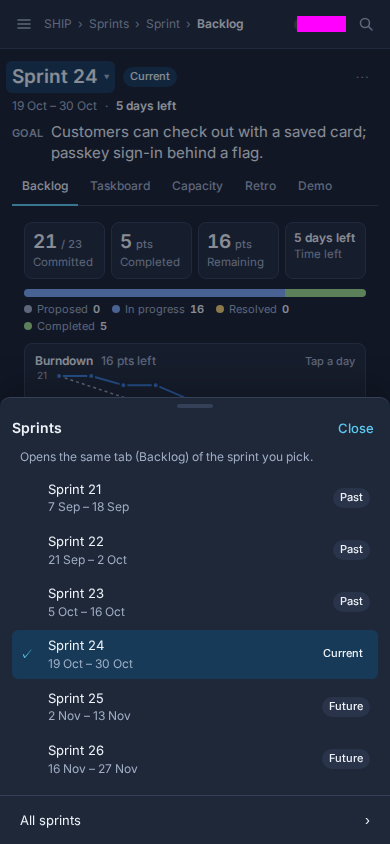 SHIP › Sprints › Sprint › Backlog
Sprint 24 ▾ Current ...
19 Oct – 30 Oct · 5 days left
GOAL Customers can check out with a saved card;
passkey sign-in behind a flag.
Backlog Taskboard Capacity Retro Demo
21 / 23 5 pts 16 pts 5 days left
Committed Completed Remaining Time left
Proposed 0 In progress 16 Resolved 0
Completed 5
Burndown 16 pts left Tap a day
21
Sprints Close
Opens the same tab (Backlog) of the sprint you pick.
Sprint 21
7 Sep – 18 Sep
Past
Sprint 22
21 Sep – 2 Oct
Past
Sprint 23
5 Oct – 16 Oct
Past
✓ Sprint 24
19 Oct – 30 Oct
Current
Sprint 25
2 Nov – 13 Nov
Future
Sprint 26
16 Nov – 27 Nov
Future
All sprints ›